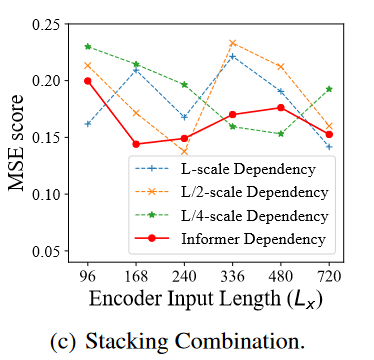 0.25
0.20
0.15
0.10
0.05
MSE score
L-scale Dependency
L/2-scale Dependency
L/4-scale Dependency
Informer Dependency
96 168 240 336 480 720
Encoder Input Length (Lₓ)
(c) Stacking Combination.